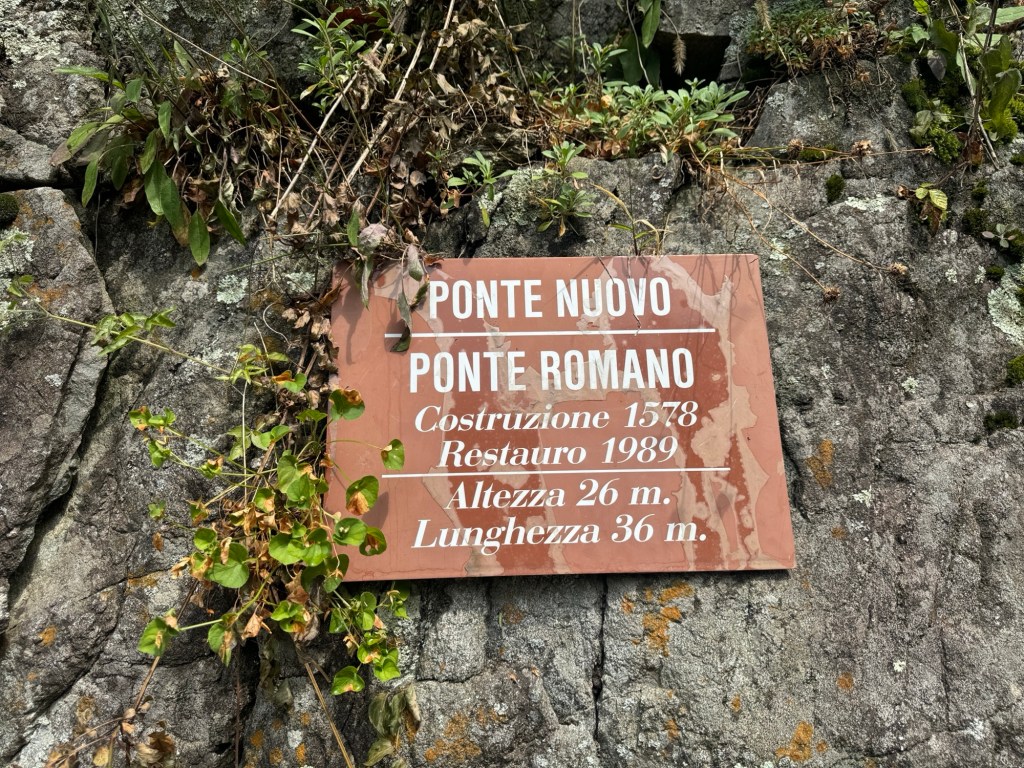 PONTE NUOVO
PONTE ROMANO
Costruzione 1578
Restauro 1989
Altezza 26 m.
Lunghezza 36 m.